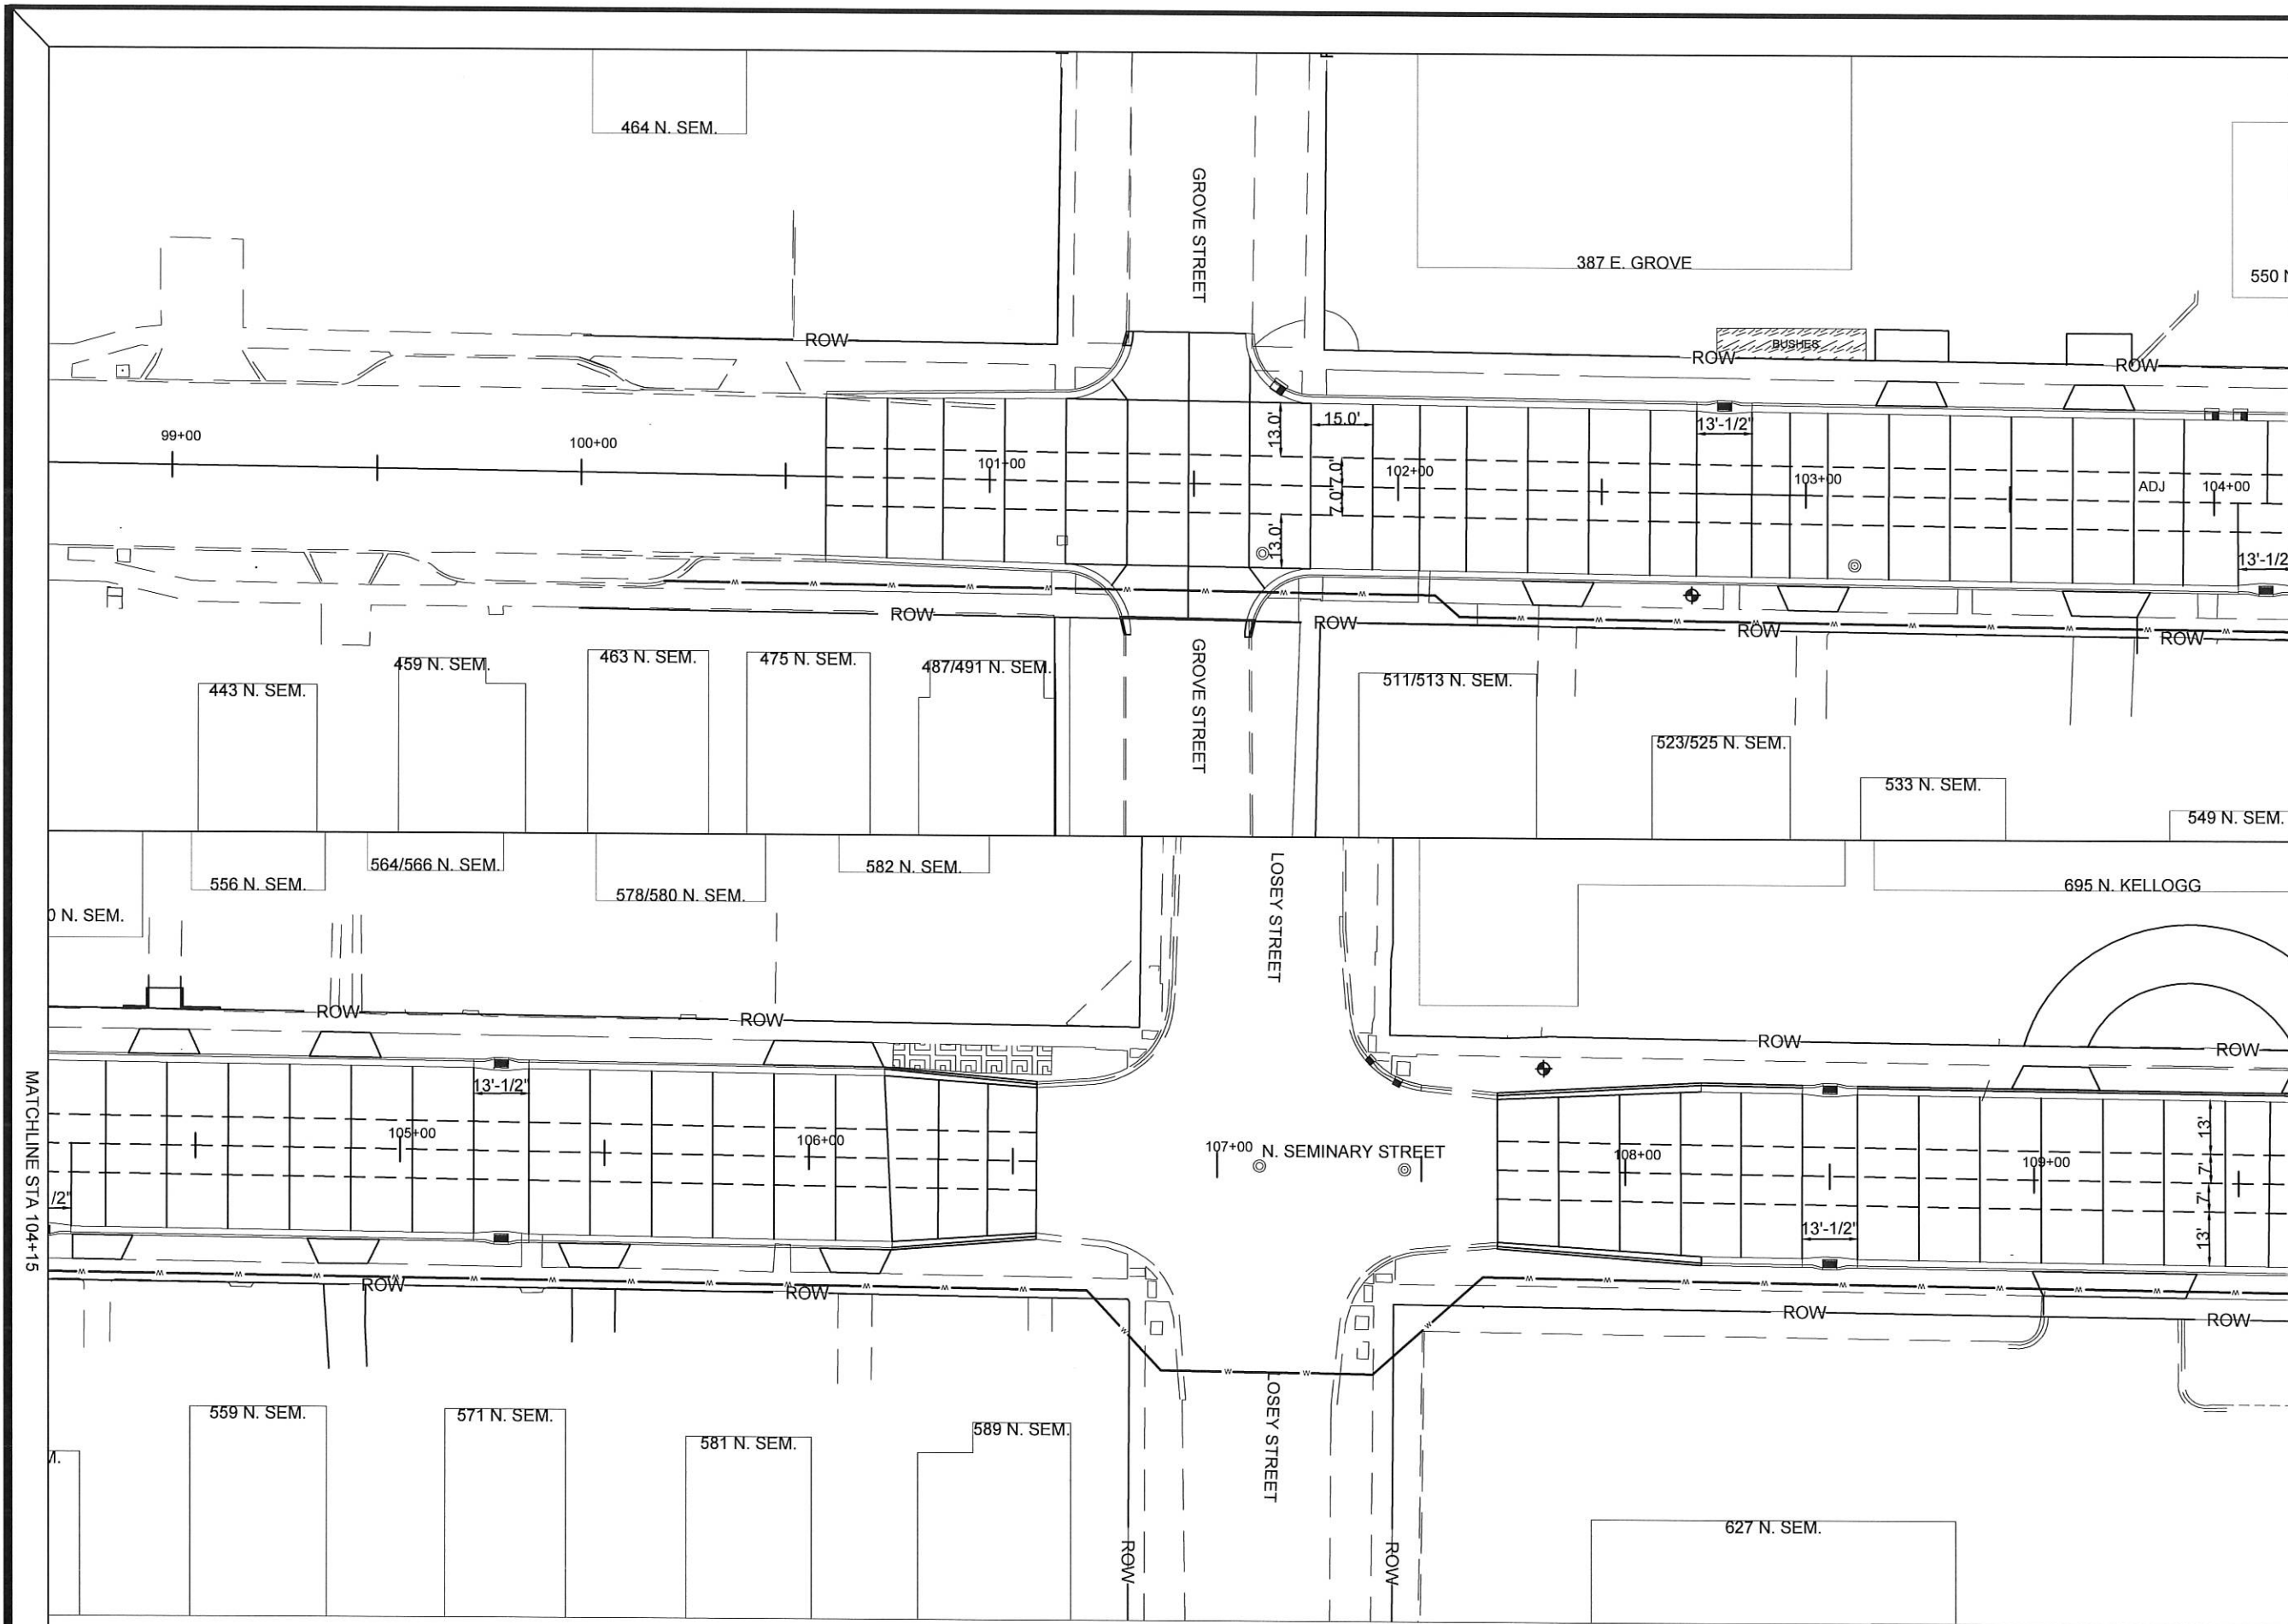 464 N. SEM.
GROVE STREET
387 E. GROVE
550 N
ROW
ROW
BUSHES
ROW
99+00
100+00
101+00
13.0'
15.0'
102+00
13'-1/2"
103+00
ADJ
104+00
7.0'
7.0'
13.0'
13'-1/2
W W W W W W W W W W
ROW
ROW
W W W W W W W W W W
ROW
ROW
GROVE STREET
443 N. SEM.
459 N. SEM.
463 N. SEM.
475 N. SEM.
487/491 N. SEM.
511/513 N. SEM.
523/525 N. SEM.
533 N. SEM.
549 N. SEM.
0 N. SEM.
556 N. SEM.
564/566 N. SEM.
578/580 N. SEM.
582 N. SEM.
LOSEY STREET
695 N. KELLOGG
ROW
ROW
ROW
ROW
MATCHLINE STA 104+15
13'-1/2"
105+00
106+00
107+00
N. SEMINARY STREET
108+00
109+00
13'
7'
7'
13'
/2"
13'-1/2"
W W W W W W W W W W W W W
ROW
ROW
W
W W
W
W W W W W W W W W W
ROW
ROW
LOSEY STREET
M.
559 N. SEM.
571 N. SEM.
581 N. SEM.
589 N. SEM.
627 N. SEM.
ROW
ROW